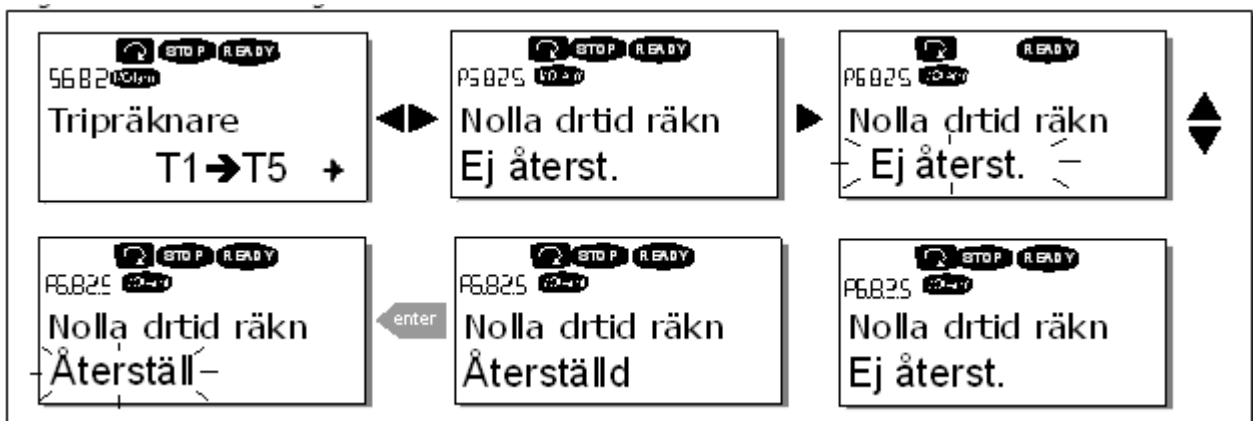 STOP READY
S6.8.2 I/Oterm
Tripräknare
T1➔T5
STOP READY
P6.8.2.5
Nolla drtid räkn
Ej återst.
READY
P6.8.2.5
Nolla drtid räkn
Ej återst.
STOP READY
P6.8.2.5
Nolla drtid räkn
Återställ
enter
STOP READY
P6.8.2.5
Nolla drtid räkn
Återställd
STOP READY
P6.8.2.5
Nolla drtid räkn
Ej återst.